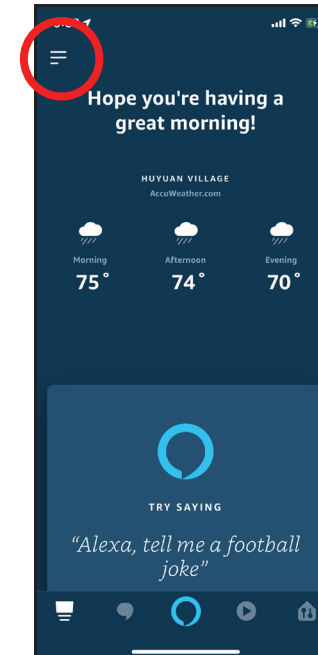 Hope you're having a
great morning!
HUYUAN VILLAGE
AccuWeather.com
Morning
Afternoon
Evening
75°
74°
70°
TRY SAYING
“Alexa, tell me a football
joke”